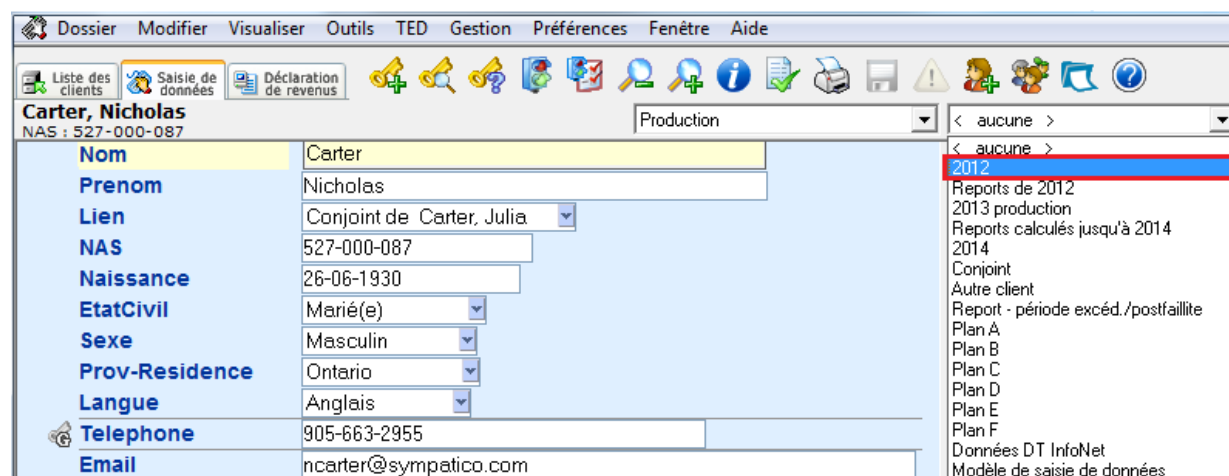 Dossier Modifier Visualiser Outils TED Gestion Préférences Fenêtre Aide
Liste des clients Saisie de données Déclaration de revenus
Carter, Nicholas
NAS : 527-000-087
Production
< aucune >
Nom Carter
Prenom Nicholas
Lien Conjoint de Carter, Julia
NAS 527-000-087
Naissance 26-06-1930
EtatCivil Marié(e)
Sexe Masculin
Prov-Residence Ontario
Langue Anglais
Telephone 905-663-2955
Email ncarter@sympatico.com
< aucune >
2012
Reports de 2012
2013 production
Reports calculés jusqu'à 2014
2014
Conjoint
Autre client
Report - période excéd./postfaillite
Plan A
Plan B
Plan C
Plan D
Plan E
Plan F
Données DT InfoNet
Modèle de saisie de données